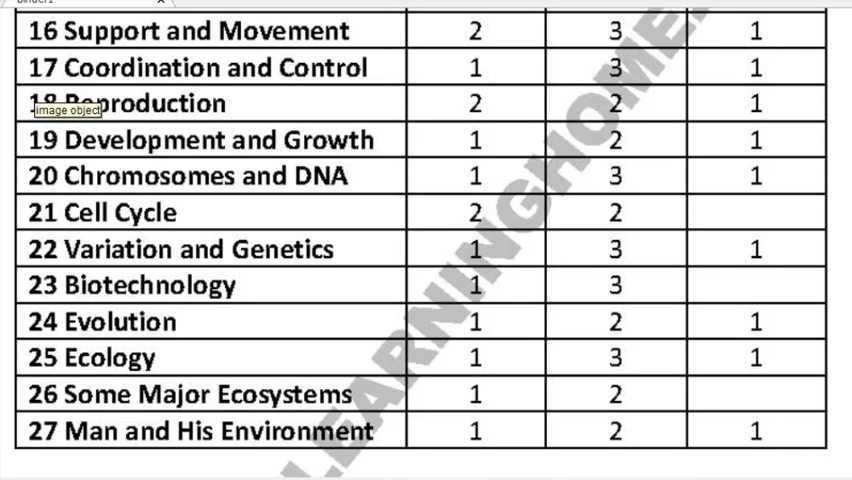 Binder1 x
16 Support and Movement 2 3 1
17 Coordination and Control 1 3 1
18 Reproduction 2 2 1
image object
19 Development and Growth 1 2 1
20 Chromosomes and DNA 1 3 1
21 Cell Cycle 2 2
22 Variation and Genetics 1 3 1
23 Biotechnology 1 3
24 Evolution 1 2 1
25 Ecology 1 3 1
26 Some Major Ecosystems 1 2
27 Man and His Environment 1 2 1
LEARNINGHOME.